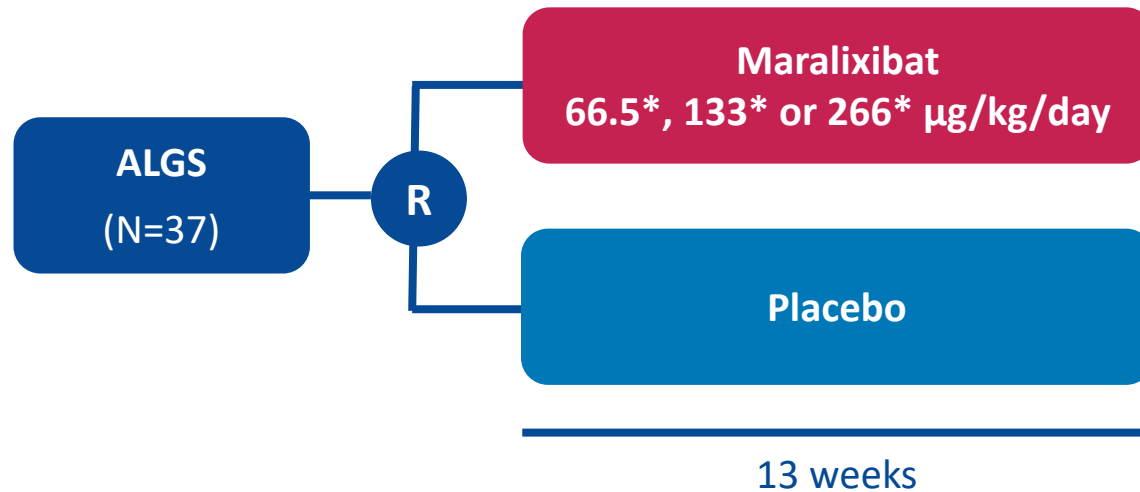 ALGS
(N=37)
R
Maralixibat
66.5*, 133* or 266* µg/kg/day
Placebo
13 weeks